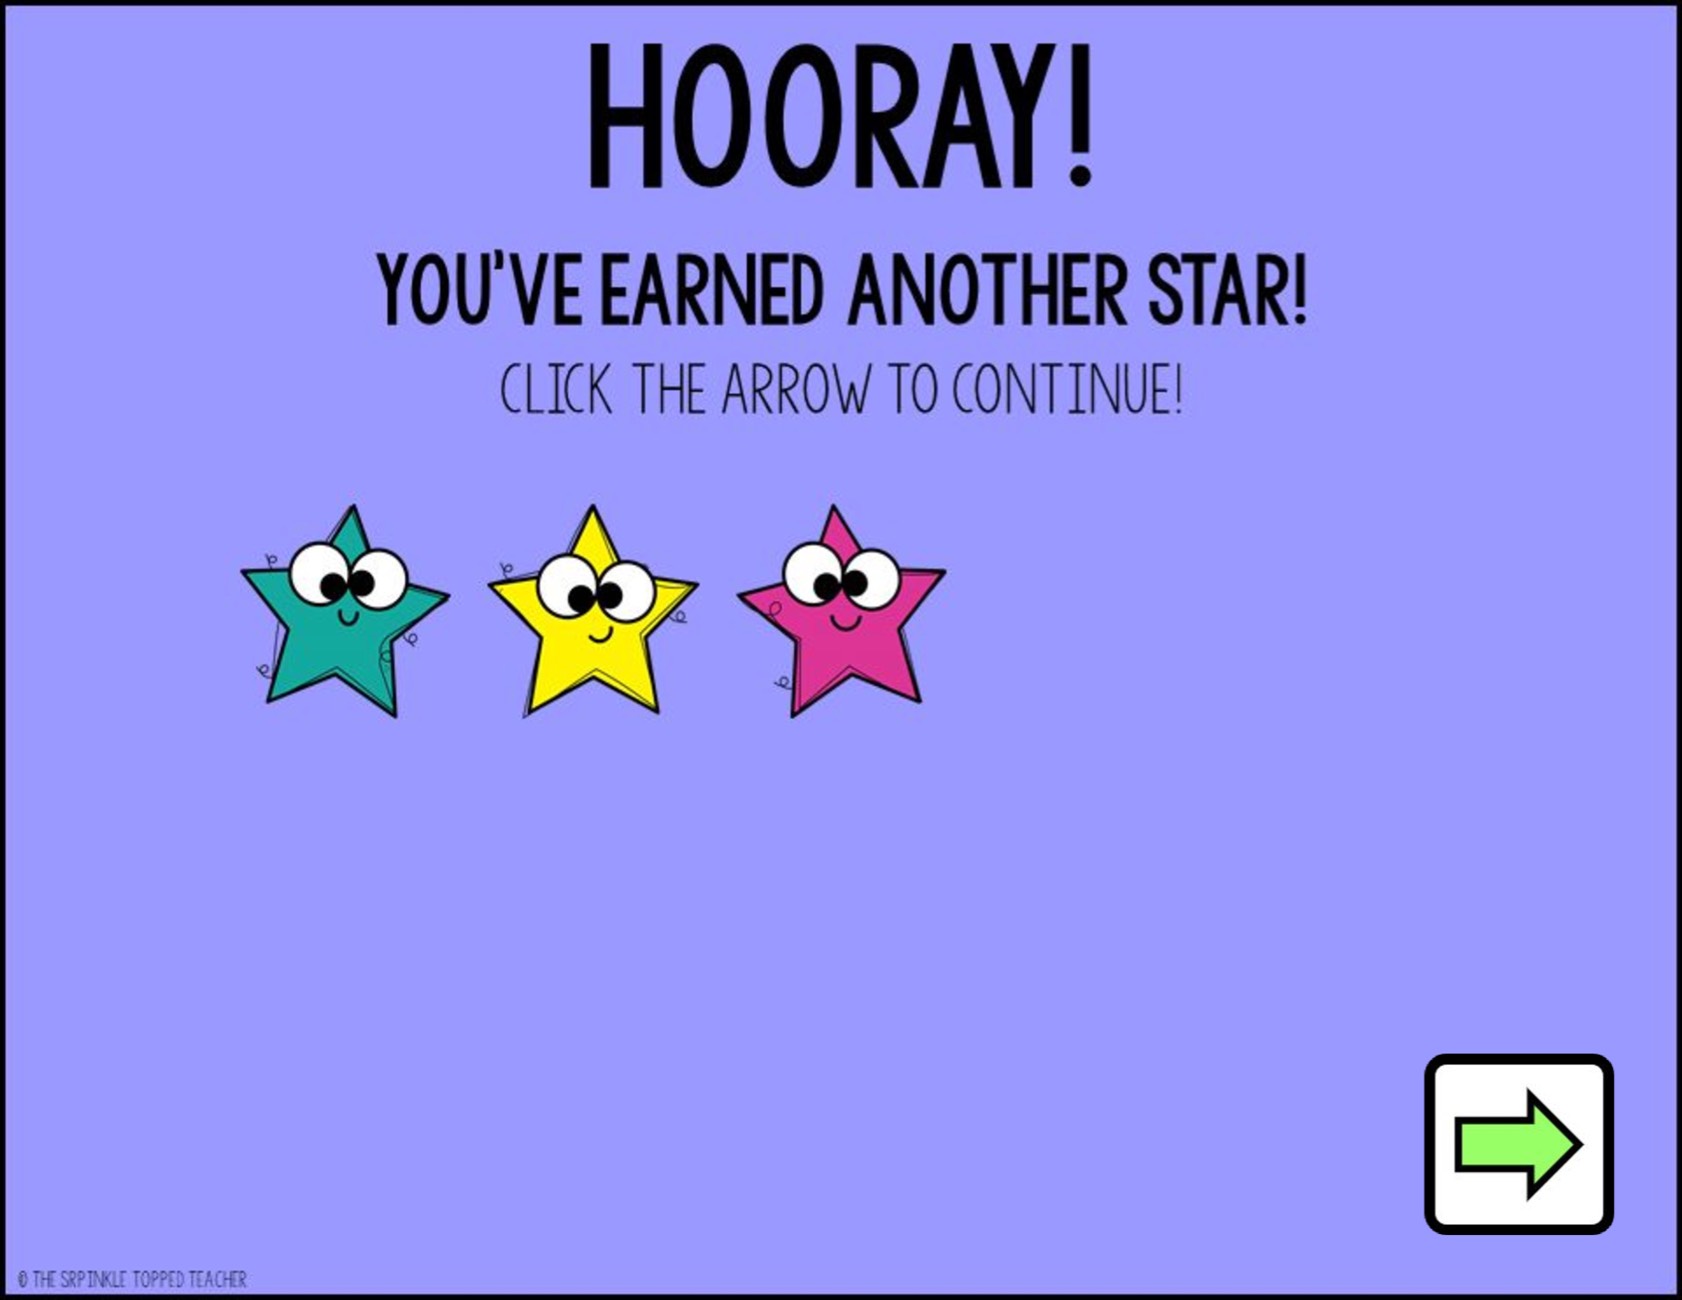 HOORAY!
YOU'VE EARNED ANOTHER STAR!
CLICK THE ARROW TO CONTINUE!
© THE SRPINKLE TOPPED TEACHER